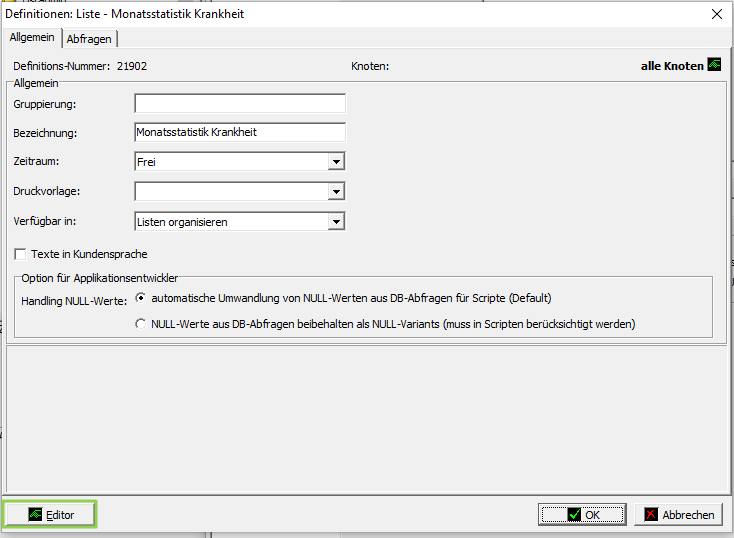 Definitionen: Liste - Monatsstatistik Krankheit
Allgemein Abfragen
Definitions-Nummer: 21902 Knoten: alle Knoten
Allgemein
Gruppierung:
Bezeichnung: Monatsstatistik Krankheit
Zeitraum: Frei
Druckvorlage:
Verfügbar in: Listen organisieren
Texte in Kundensprache
Option für Applikationsentwickler
Handling NULL-Werte: automatische Umwandlung von NULL-Werten aus DB-Abfragen für Scripte (Default)
NULL-Werte aus DB-Abfragen beibehalten als NULL-Variants (muss in Scripten berücksichtigt werden)
Editor OK Abbrechen